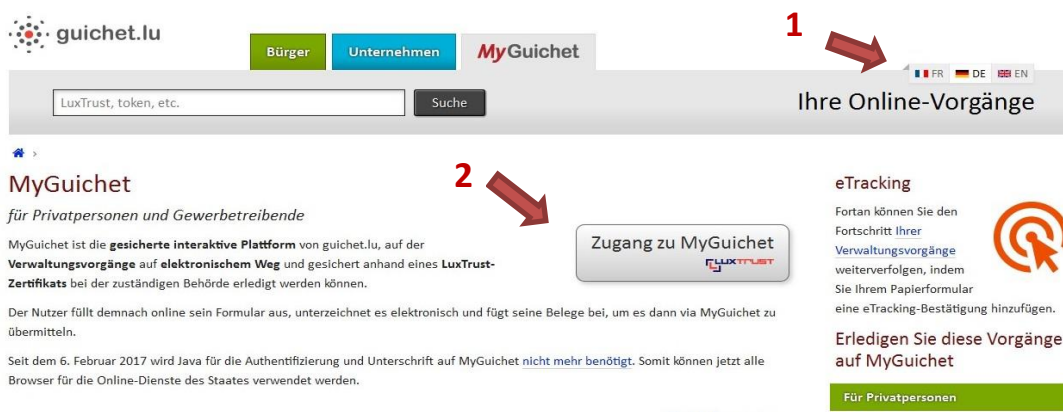 guichet.lu
Bürger
Unternehmen
MyGuichet
1
FR DE EN
LuxTrust, token, etc.
Suche
Ihre Online-Vorgänge
MyGuichet
für Privatpersonen und Gewerbetreibende
MyGuichet ist die gesicherte interaktive Plattform von guichet.lu, auf der
Verwaltungsvorgänge auf elektronischem Weg und gesichert anhand eines LuxTrust-
Zertifikats bei der zuständigen Behörde erledigt werden können.
2
Zugang zu MyGuichet
LUXTRUST
Der Nutzer füllt demnach online sein Formular aus, unterzeichnet es elektronisch und fügt seine Belege bei, um es dann via MyGuichet zu
übermitteln.
Seit dem 6. Februar 2017 wird Java für die Authentifizierung und Unterschrift auf MyGuichet nicht mehr benötigt. Somit können jetzt alle
Browser für die Online-Dienste des Staates verwendet werden.
eTracking
Fortan können Sie den
Fortschritt Ihrer
Verwaltungsvorgänge
weiterverfolgen, indem
Sie Ihrem Papierformular
eine eTracking-Bestätigung hinzufügen.
Erledigen Sie diese Vorgänge
auf MyGuichet
Für Privatpersonen